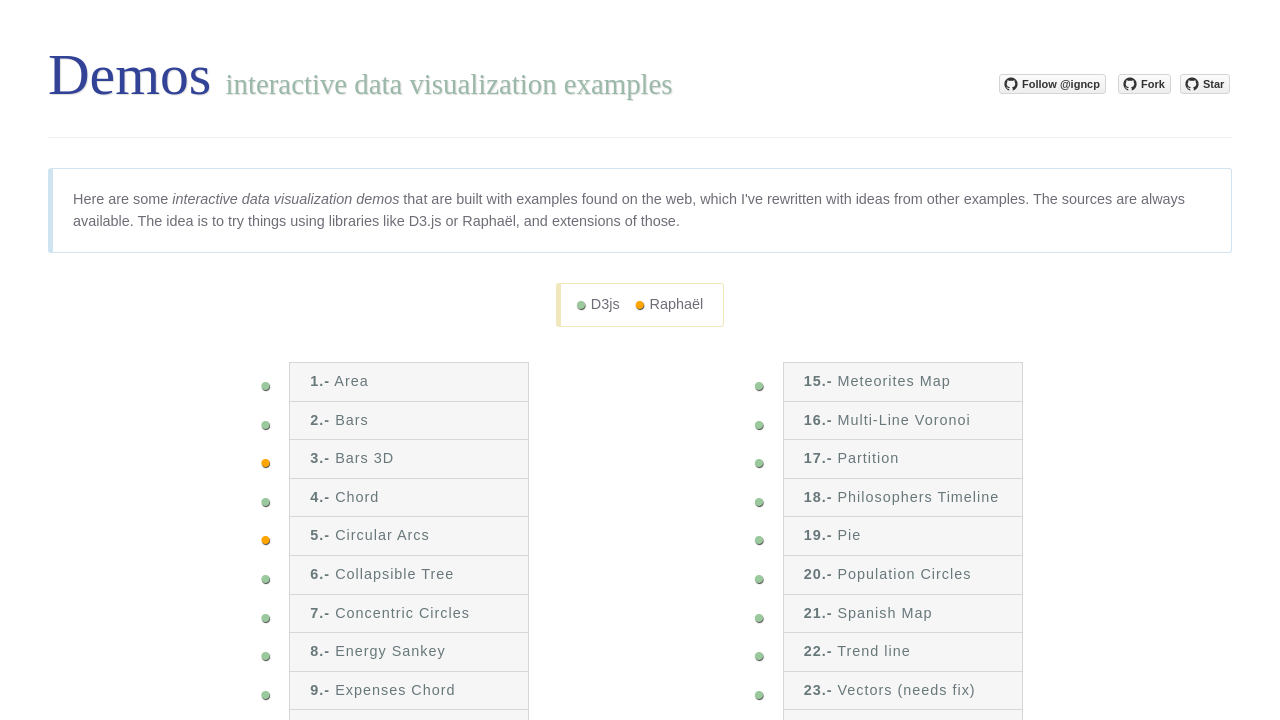 Demos interactive data visualization examples
Follow @igncp
Fork
Star
Here are some interactive data visualization demos that are built with examples found on the web, which I've rewritten with ideas from other examples. The sources are always
available. The idea is to try things using libraries like D3.js or Raphaël, and extensions of those.
D3js Raphaël
1.- Area
2.- Bars
3.- Bars 3D
4.- Chord
5.- Circular Arcs
6.- Collapsible Tree
7.- Concentric Circles
8.- Energy Sankey
9.- Expenses Chord
15.- Meteorites Map
16.- Multi-Line Voronoi
17.- Partition
18.- Philosophers Timeline
19.- Pie
20.- Population Circles
21.- Spanish Map
22.- Trend line
23.- Vectors (needs fix)